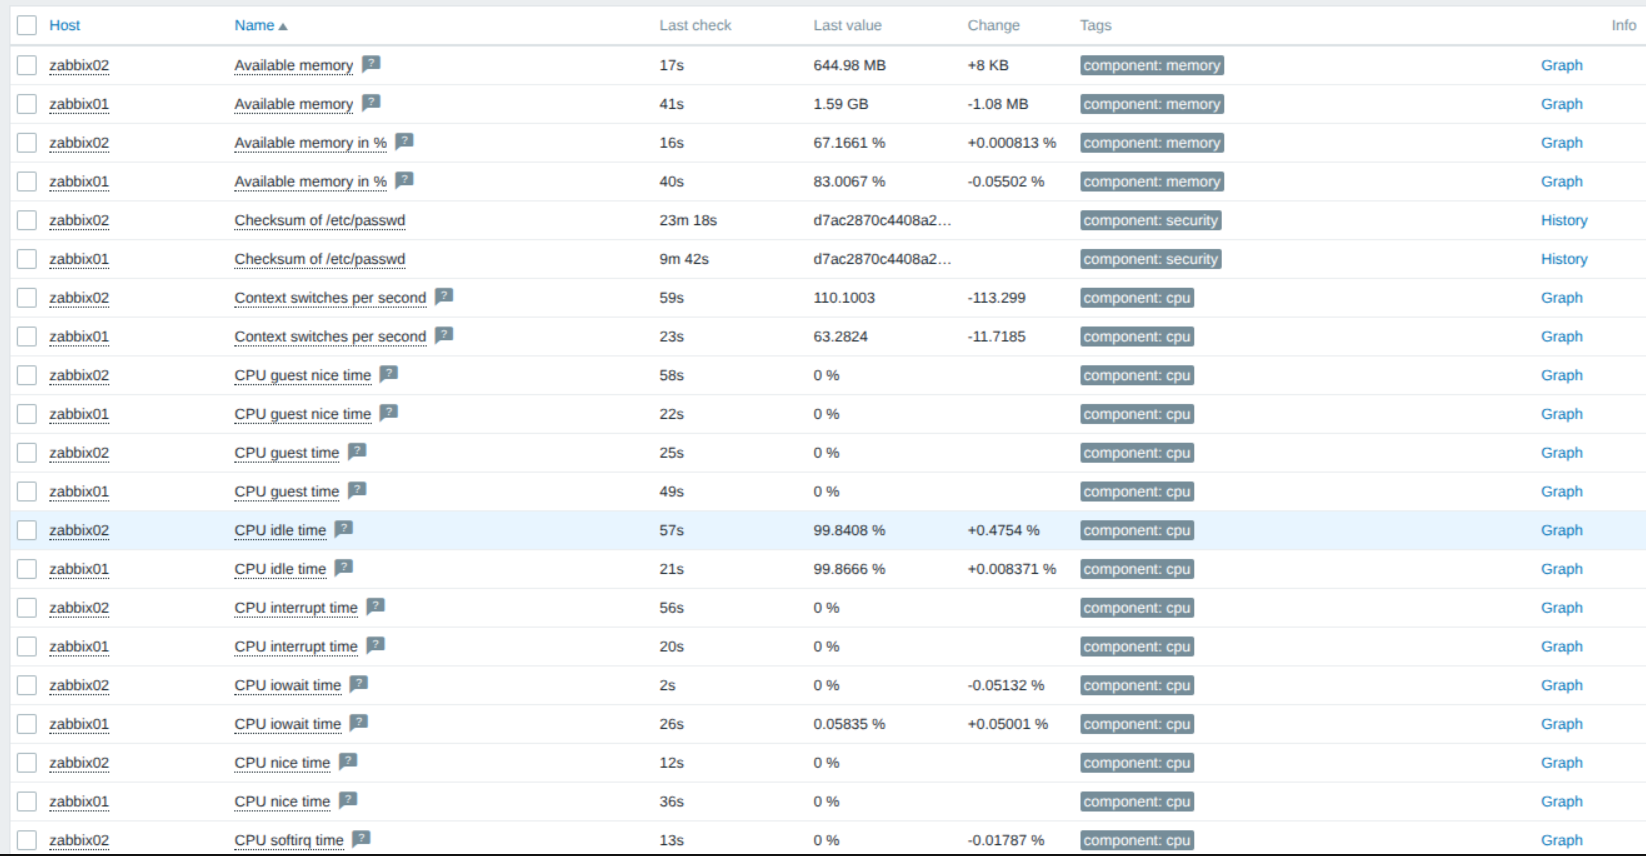 Host Name Last check Last value Change Tags Info
zabbix02 Available memory ? 17s 644.98 MB +8 KB component: memory Graph
zabbix01 Available memory ? 41s 1.59 GB -1.08 MB component: memory Graph
zabbix02 Available memory in % ? 16s 67.1661 % +0.000813 % component: memory Graph
zabbix01 Available memory in % ? 40s 83.0067 % -0.05502 % component: memory Graph
zabbix02 Checksum of /etc/passwd 23m 18s d7ac2870c4408a2… component: security History
zabbix01 Checksum of /etc/passwd 9m 42s d7ac2870c4408a2… component: security History
zabbix02 Context switches per second ? 59s 110.1003 -113.299 component: cpu Graph
zabbix01 Context switches per second ? 23s 63.2824 -11.7185 component: cpu Graph
zabbix02 CPU guest nice time ? 58s 0 % component: cpu Graph
zabbix01 CPU guest nice time ? 22s 0 % component: cpu Graph
zabbix02 CPU guest time ? 25s 0 % component: cpu Graph
zabbix01 CPU guest time ? 49s 0 % component: cpu Graph
zabbix02 CPU idle time ? 57s 99.8408 % +0.4754 % component: cpu Graph
zabbix01 CPU idle time ? 21s 99.8666 % +0.008371 % component: cpu Graph
zabbix02 CPU interrupt time ? 56s 0 % component: cpu Graph
zabbix01 CPU interrupt time ? 20s 0 % component: cpu Graph
zabbix02 CPU iowait time ? 2s 0 % -0.05132 % component: cpu Graph
zabbix01 CPU iowait time ? 26s 0.05835 % +0.05001 % component: cpu Graph
zabbix02 CPU nice time ? 12s 0 % component: cpu Graph
zabbix01 CPU nice time ? 36s 0 % component: cpu Graph
zabbix02 CPU softirq time ? 13s 0 % -0.01787 % component: cpu Graph